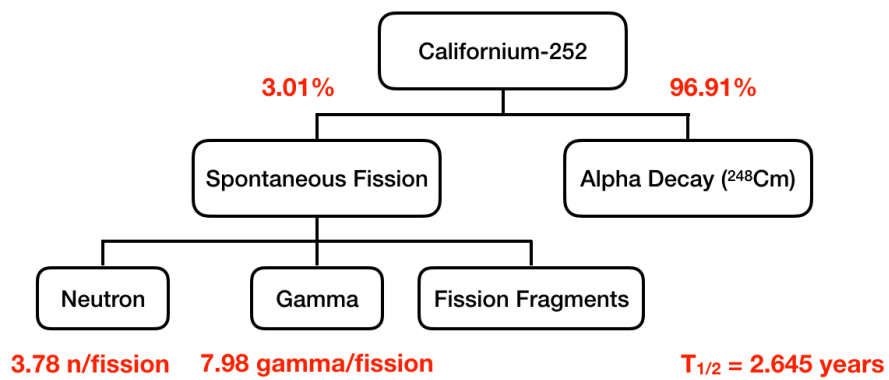 Californium-252
3.01%
96.91%
Spontaneous Fission
Alpha Decay (²⁴⁸Cm)
Neutron
Gamma
Fission Fragments
3.78 n/fission
7.98 gamma/fission
T₁/₂ = 2.645 years